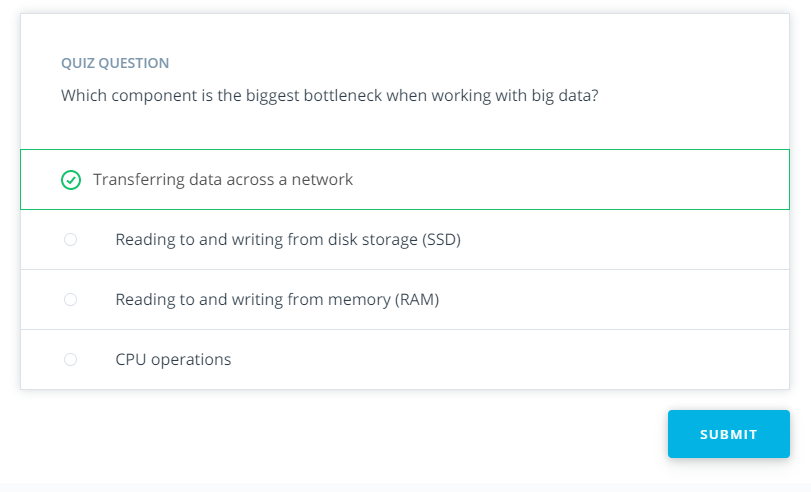 QUIZ QUESTION
Which component is the biggest bottleneck when working with big data?
Transferring data across a network
Reading to and writing from disk storage (SSD)
Reading to and writing from memory (RAM)
CPU operations
SUBMIT